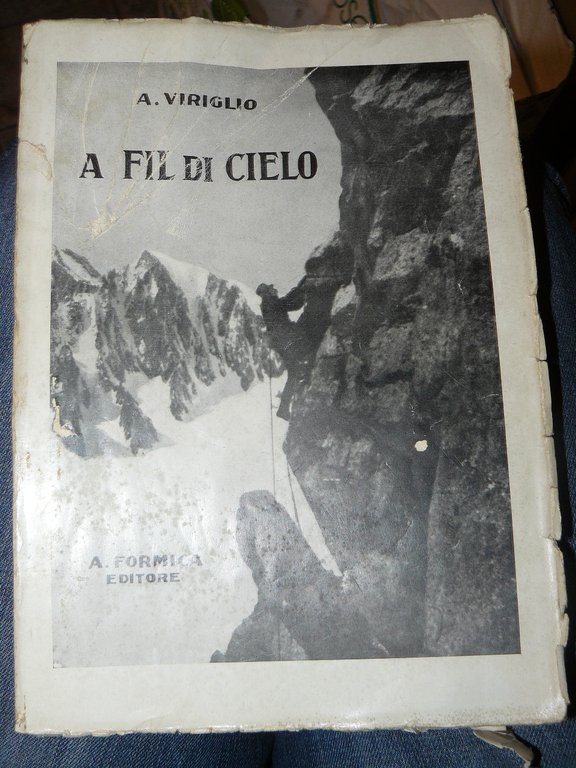 A. VIRIGLIO
A FIL DI CIELO
A. FORMICA
EDITORE